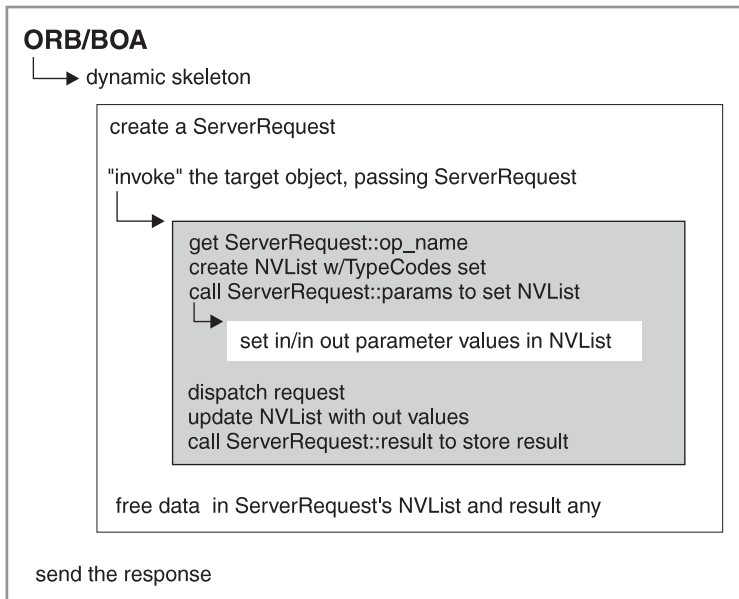 ORB/BOA
dynamic skeleton
create a ServerRequest
"invoke" the target object, passing ServerRequest
get ServerRequest::op_name
create NVList w/TypeCodes set
call ServerRequest::params to set NVList
set in/in out parameter values in NVList
dispatch request
update NVList with out values
call ServerRequest::result to store result
free data in ServerRequest's NVList and result any
send the response